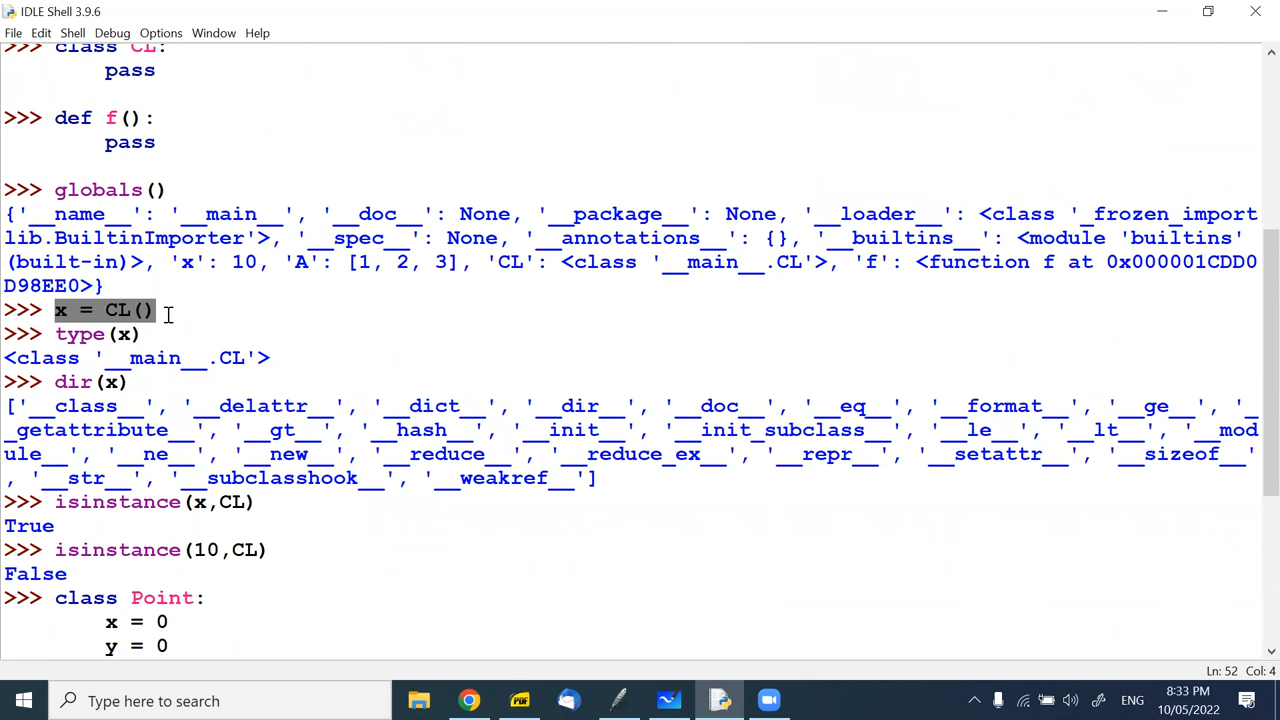 IDLE Shell 3.9.6
File Edit Shell Debug Options Window Help
>>> class CL:
        pass
>>> def f():
        pass
>>> globals()
{'__name__': '__main__', '__doc__': None, '__package__': None, '__loader__': <class '_frozen_import
lib.BuiltinImporter'>, '__spec__': None, '__annotations__': {}, '__builtins__': <module 'builtins'
(built-in)>, 'x': 10, 'A': [1, 2, 3], 'CL': <class '__main__.CL'>, 'f': <function f at 0x000001CDD0
D98EE0>}
>>> x = CL()
>>> type(x)
<class '__main__.CL'>
>>> dir(x)
['__class__', '__delattr__', '__dict__', '__dir__', '__doc__', '__eq__', '__format__', '__ge__', '_
_getattribute__', '__gt__', '__hash__', '__init__', '__init_subclass__', '__le__', '__lt__', '__mod
ule__', '__ne__', '__new__', '__reduce__', '__reduce_ex__', '__repr__', '__setattr__', '__sizeof__'
, '__str__', '__subclasshook__', '__weakref__']
>>> isinstance(x,CL)
True
>>> isinstance(10,CL)
False
>>> class Point:
        x = 0
        y = 0
Ln: 52 Col: 4
Type here to search
PDF
ENG
8:33 PM
10/05/2022